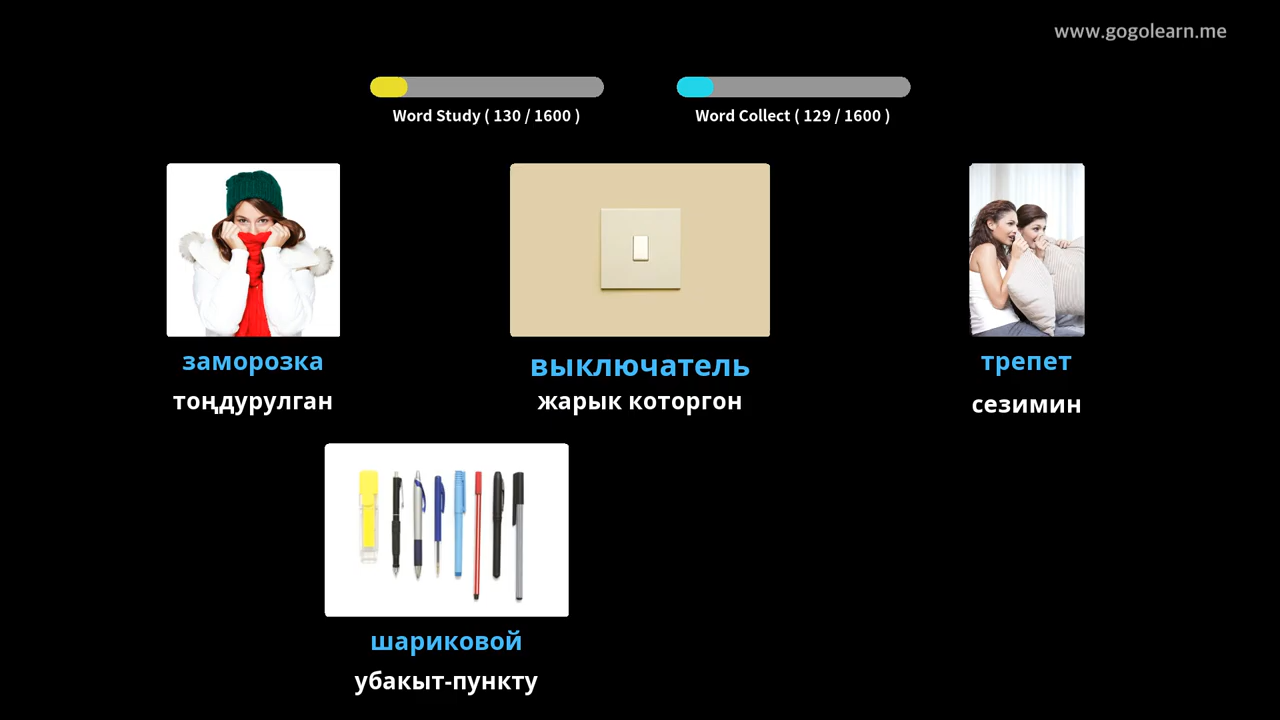 www.gogolearn.me
Word Study ( 130 / 1600 )
Word Collect ( 129 / 1600 )
заморозка
тоңдурулган
выключатель
жарык которгон
трепет
сезимин
шариковой
убакыт-пункту